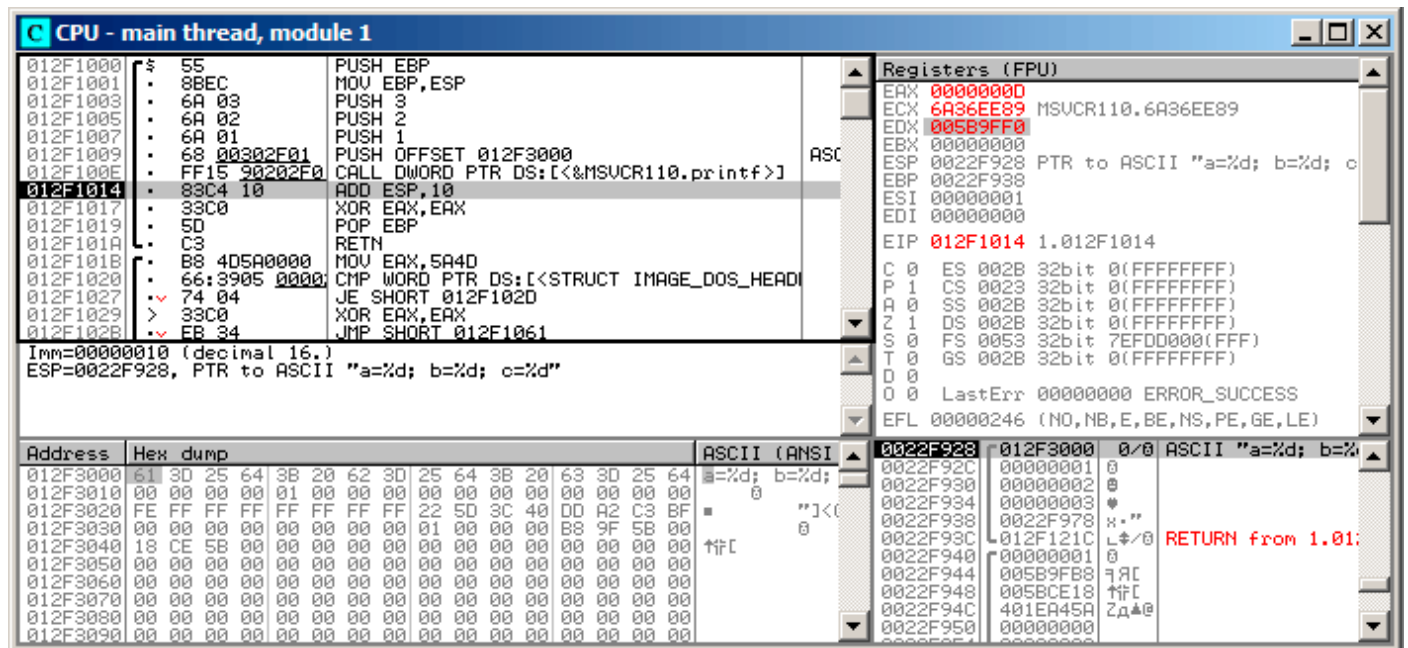 C CPU - main thread, module 1
012F1000 $ 55 PUSH EBP
012F1001 . 8BEC MOV EBP,ESP
012F1003 . 6A 03 PUSH 3
012F1005 . 6A 02 PUSH 2
012F1007 . 6A 01 PUSH 1
012F1009 . 68 00302F01 PUSH OFFSET 012F3000 ASC
012F100E . FF15 90202F0 CALL DWORD PTR DS:[<&MSVCR110.printf>]
012F1014 . 83C4 10 ADD ESP,10
012F1017 . 33C0 XOR EAX,EAX
012F1019 . 5D POP EBP
012F101A . C3 RETN
012F101B . B8 4D5A0000 MOV EAX,5A4D
012F1020 . 66:3905 0000 CMP WORD PTR DS:[<STRUCT IMAGE_DOS_HEAD
012F1027 . 74 04 JE SHORT 012F102D
012F1029 > 33C0 XOR EAX,EAX
012F102B . EB 34 JMP SHORT 012F1061
Imm=00000010 (decimal 16.)
ESP=0022F928, PTR to ASCII "a=%d; b=%d; c=%d"
Registers (FPU)
EAX 0000000D
ECX 6A36EE89 MSVCR110.6A36EE89
EDX 005B9FF0
EBX 00000000
ESP 0022F928 PTR to ASCII "a=%d; b=%d; c
EBP 0022F938
ESI 00000001
EDI 00000000
EIP 012F1014 1.012F1014
C 0 ES 002B 32bit 0(FFFFFFFF)
P 1 CS 0023 32bit 0(FFFFFFFF)
A 0 SS 002B 32bit 0(FFFFFFFF)
Z 1 DS 002B 32bit 0(FFFFFFFF)
S 0 FS 0053 32bit 7EFDD000(FFF)
T 0 GS 002B 32bit 0(FFFFFFFF)
D 0
O 0 LastErr 00000000 ERROR_SUCCESS
EFL 00000246 (NO,NB,E,BE,NS,PE,GE,LE)
Address Hex dump ASCII (ANSI
012F3000 61 3D 25 64 3B 20 62 3D 25 64 3B 20 63 3D 25 64 a=%d; b=%d;
012F3010 00 00 00 00 01 00 00 00 00 00 00 00 00 00 00 00
012F3020 FE FF FF FF FF FF FF FF 22 5D 3C 40 DD A2 C3 BF "]<
012F3030 00 00 00 00 00 00 00 00 01 00 00 00 B8 9F 5B 00
012F3040 18 CE 5B 00 00 00 00 00 00 00 00 00 00 00 00 00
012F3050 00 00 00 00 00 00 00 00 00 00 00 00 00 00 00 00
012F3060 00 00 00 00 00 00 00 00 00 00 00 00 00 00 00 00
012F3070 00 00 00 00 00 00 00 00 00 00 00 00 00 00 00 00
012F3080 00 00 00 00 00 00 00 00 00 00 00 00 00 00 00 00
012F3090 00 00 00 00 00 00 00 00 00 00 00 00 00 00 00 00
0022F928 012F3000 0/0 ASCII "a=%d; b=%
0022F92C 00000001
0022F930 00000002
0022F934 00000003 ♥
0022F938 0022F978 x·"
0022F93C 012F121C RETURN from 1.01
0022F940 00000001
0022F944 005B9FB8 ╕Я[
0022F948 005BCE18
0022F94C 401EA45A Zд▲@
0022F950 00000000